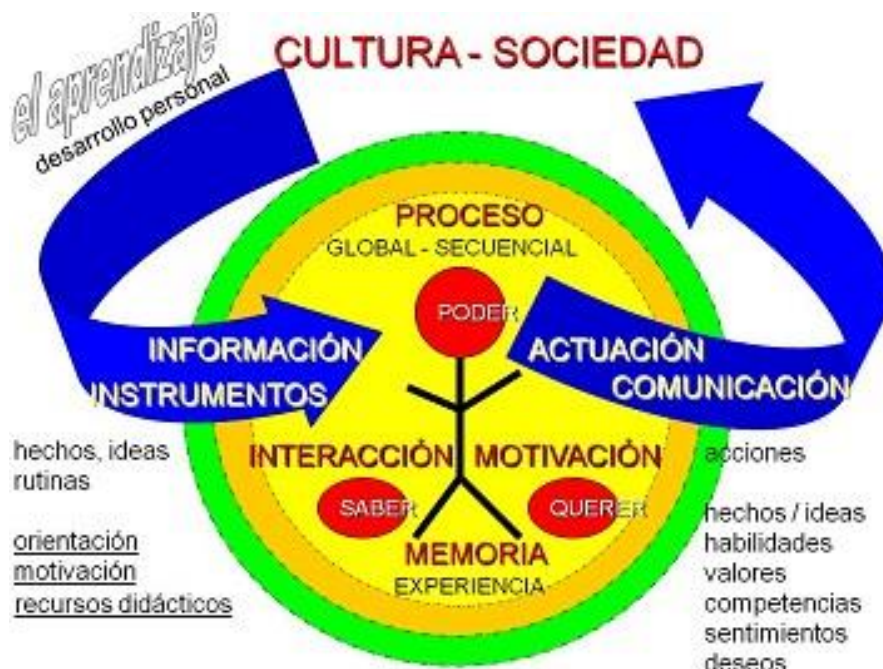 el aprendizaje
desarrollo personal
CULTURA - SOCIEDAD
PROCESO
GLOBAL - SECUENCIAL
PODER
INFORMACIÓN
INSTRUMENTOS
ACTUACIÓN
COMUNICACIÓN
hechos, ideas
rutinas
orientación
motivación
recursos didácticos
INTERACCIÓN
SABER
MOTIVACIÓN
QUERER
MEMORIA
EXPERIENCIA
acciones
hechos / ideas
habilidades
valores
competencias
sentimientos
deseos